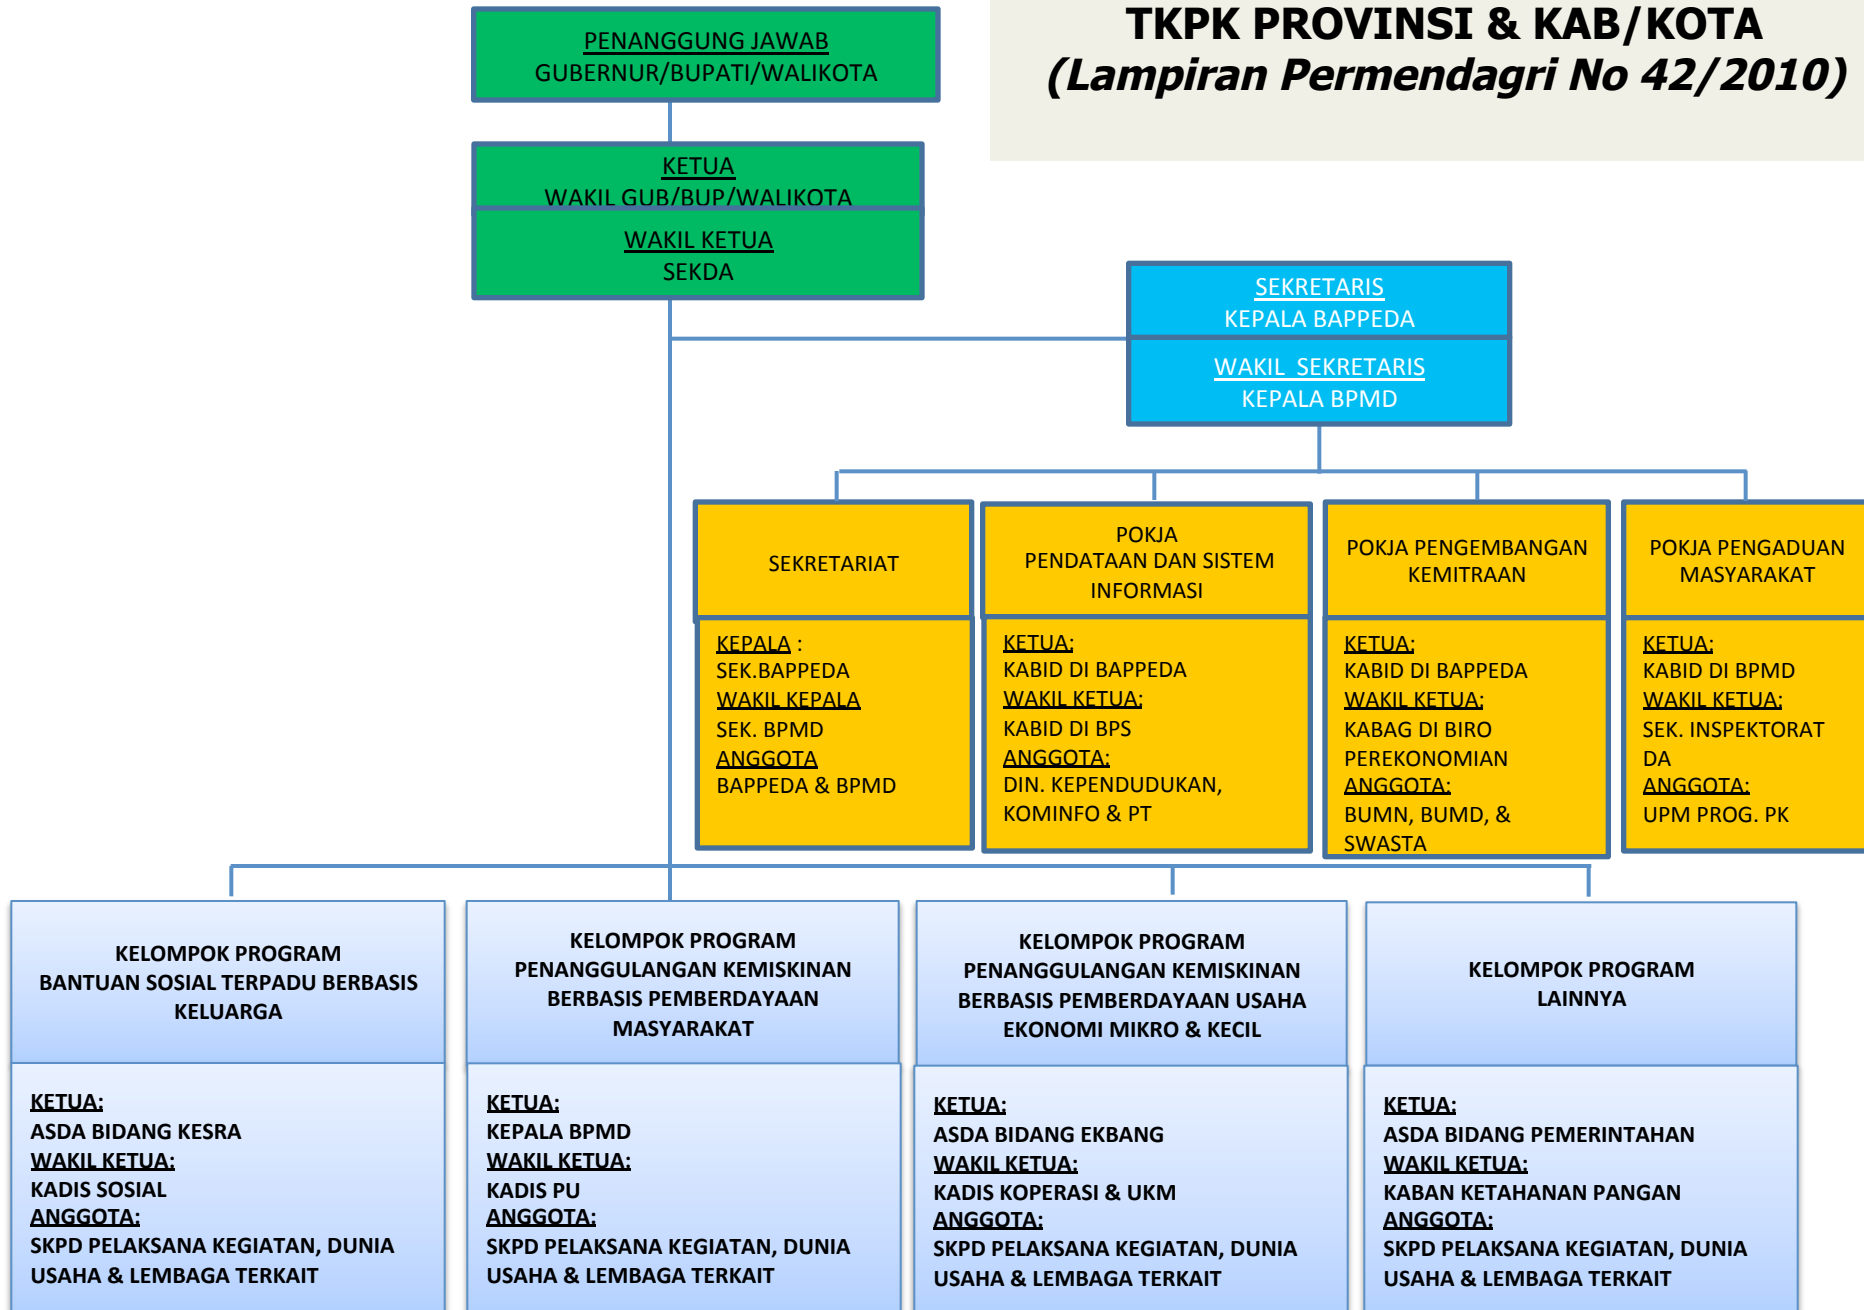 TKPK PROVINSI & KAB/KOTA
(Lampiran Permendagri No 42/2010)
PENANGGUNG JAWAB
GUBERNUR/BUPATI/WALIKOTA
KETUA
WAKIL GUB/BUP/WALIKOTA
WAKIL KETUA
SEKDA
SEKRETARIS
KEPALA BAPPEDA
WAKIL SEKRETARIS
KEPALA BPMD
SEKRETARIAT
KEPALA :
SEK.BAPPEDA
WAKIL KEPALA
SEK. BPMD
ANGGOTA
BAPPEDA & BPMD
POKJA
PENDATAAN DAN SISTEM
INFORMASI
KETUA:
KABID DI BAPPEDA
WAKIL KETUA:
KABID DI BPS
ANGGOTA:
DIN. KEPENDUDUKAN,
KOMINFO & PT
POKJA PENGEMBANGAN
KEMITRAAN
KETUA:
KABID DI BAPPEDA
WAKIL KETUA:
KABAG DI BIRO
PEREKONOMIAN
ANGGOTA:
BUMN, BUMD, &
SWASTA
POKJA PENGADUAN
MASYARAKAT
KETUA:
KABID DI BPMD
WAKIL KETUA:
SEK. INSPEKTORAT
DA
ANGGOTA:
UPM PROG. PK
KELOMPOK PROGRAM
BANTUAN SOSIAL TERPADU BERBASIS
KELUARGA
KETUA:
ASDA BIDANG KESRA
WAKIL KETUA:
KADIS SOSIAL
ANGGOTA:
SKPD PELAKSANA KEGIATAN, DUNIA
USAHA & LEMBAGA TERKAIT
KELOMPOK PROGRAM
PENANGGULANGAN KEMISKINAN
BERBASIS PEMBERDAYAAN
MASYARAKAT
KETUA:
KEPALA BPMD
WAKIL KETUA:
KADIS PU
ANGGOTA:
SKPD PELAKSANA KEGIATAN, DUNIA
USAHA & LEMBAGA TERKAIT
KELOMPOK PROGRAM
PENANGGULANGAN KEMISKINAN
BERBASIS PEMBERDAYAAN USAHA
EKONOMI MIKRO & KECIL
KETUA:
ASDA BIDANG EKBANG
WAKIL KETUA:
KADIS KOPERASI & UKM
ANGGOTA:
SKPD PELAKSANA KEGIATAN, DUNIA
USAHA & LEMBAGA TERKAIT
KELOMPOK PROGRAM
LAINNYA
KETUA:
ASDA BIDANG PEMERINTAHAN
WAKIL KETUA:
KABAN KETAHANAN PANGAN
ANGGOTA:
SKPD PELAKSANA KEGIATAN, DUNIA
USAHA & LEMBAGA TERKAIT